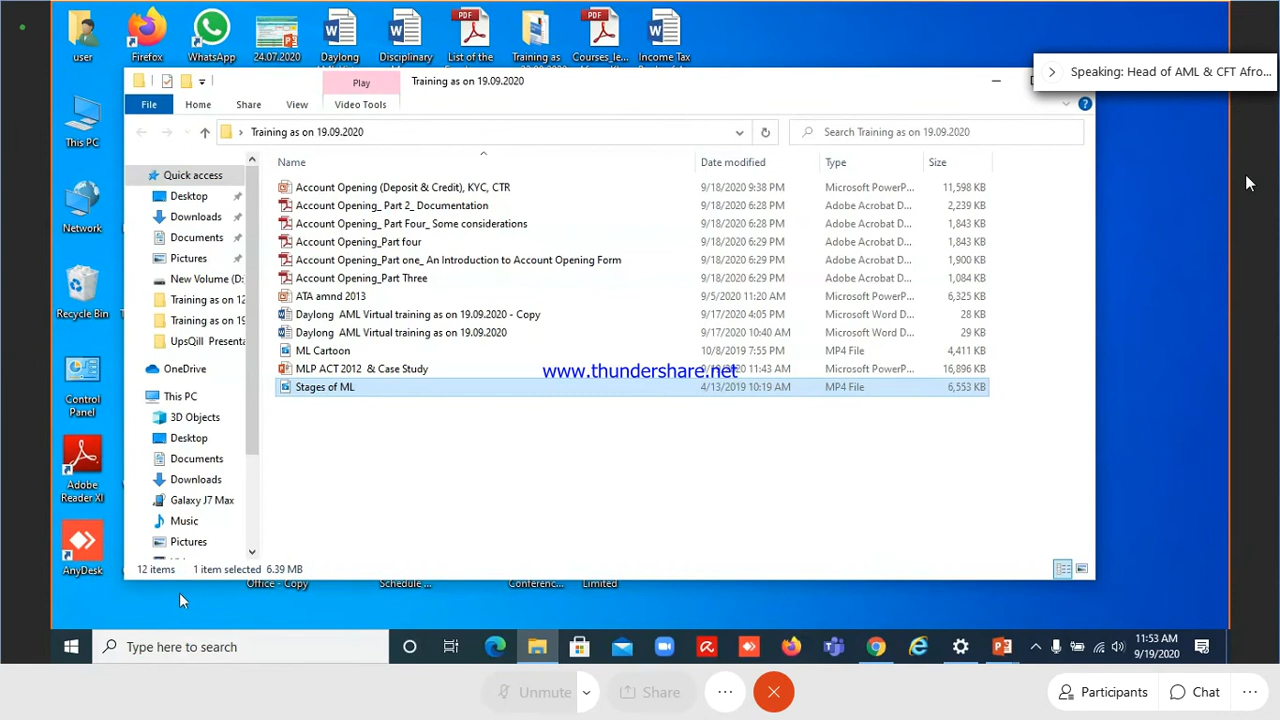 user
Firefox
WhatsApp
24.07.2020
Daylong
Disciplinary
List of the
Training as
Courses_le...
Income Tax
Play
Training as on 19.09.2020
Speaking: Head of AML & CFT Afro...
File
Home
Share
View
Video Tools
Training as on 19.09.2020
Search Training as on 19.09.2020
This PC
Network
Recycle Bin
Control
Panel
Adobe
Reader XI
AnyDesk
Quick access
Desktop
Downloads
Documents
Pictures
New Volume (D:
Training as on 12
Training as on 19
UpsQill Presenta
OneDrive
This PC
3D Objects
Desktop
Documents
Downloads
Galaxy J7 Max
Music
Pictures
Name Date modified Type Size
Account Opening (Deposit & Credit), KYC, CTR 9/18/2020 9:38 PM Microsoft PowerP... 11,598 KB
Account Opening_ Part 2_ Documentation 9/18/2020 6:28 PM Adobe Acrobat D... 2,239 KB
Account Opening_ Part Four_ Some considerations 9/18/2020 6:28 PM Adobe Acrobat D... 1,843 KB
Account Opening_Part four 9/18/2020 6:29 PM Adobe Acrobat D... 1,843 KB
Account Opening_Part one_ An Introduction to Account Opening Form 9/18/2020 6:29 PM Adobe Acrobat D... 1,900 KB
Account Opening_Part Three 9/18/2020 6:29 PM Adobe Acrobat D... 1,084 KB
ATA amnd 2013 9/5/2020 11:20 AM Microsoft PowerP... 6,325 KB
Daylong AML Virtual training as on 19.09.2020 - Copy 9/17/2020 4:05 PM Microsoft Word D... 28 KB
Daylong AML Virtual training as on 19.09.2020 9/17/2020 10:40 AM Microsoft Word D... 29 KB
ML Cartoon 10/8/2019 7:55 PM MP4 File 4,411 KB
MLP ACT 2012 & Case Study 11:43 AM Microsoft PowerP... 16,896 KB
www.thundershare.net
Stages of ML 4/13/2019 10:19 AM MP4 File 6,553 KB
12 items 1 item selected 6.39 MB
Office - Copy
Schedule ...
Conferenc...
Limited
Type here to search
11:53 AM
9/19/2020
Unmute
Share
Participants
Chat